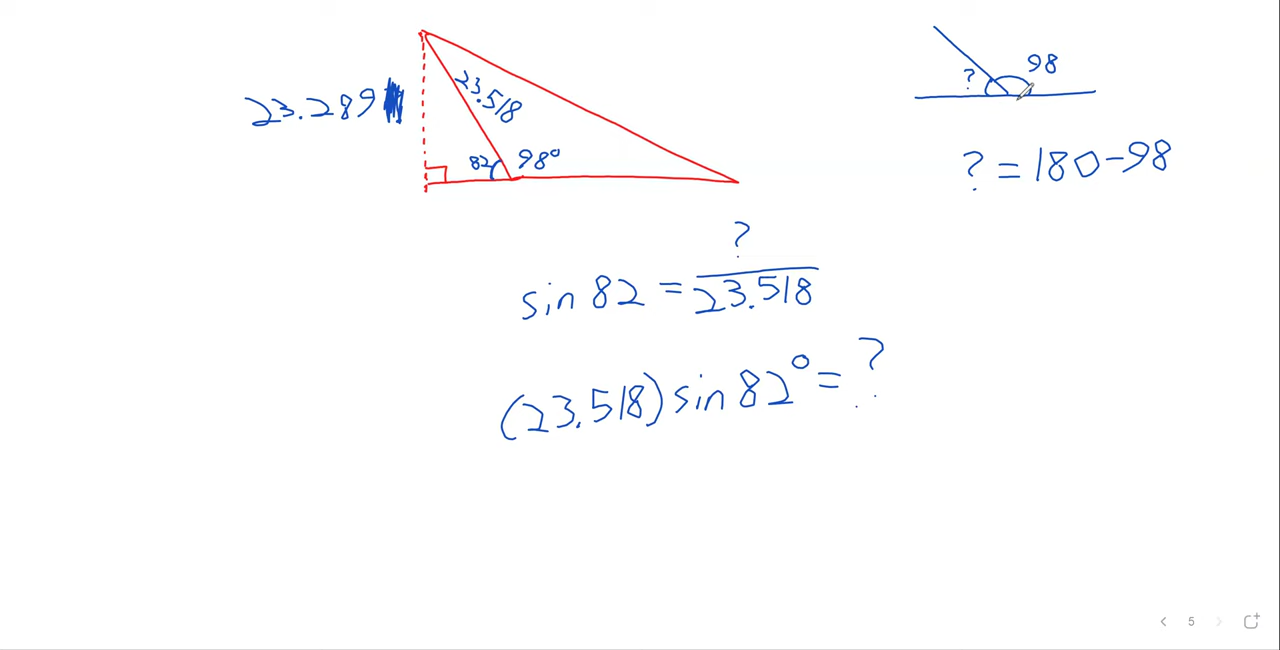 98
?
23.518
23.289
82 98°
? = 180-98
?
sin 82 = 23.518
(23.518) sin 82° = ?
5